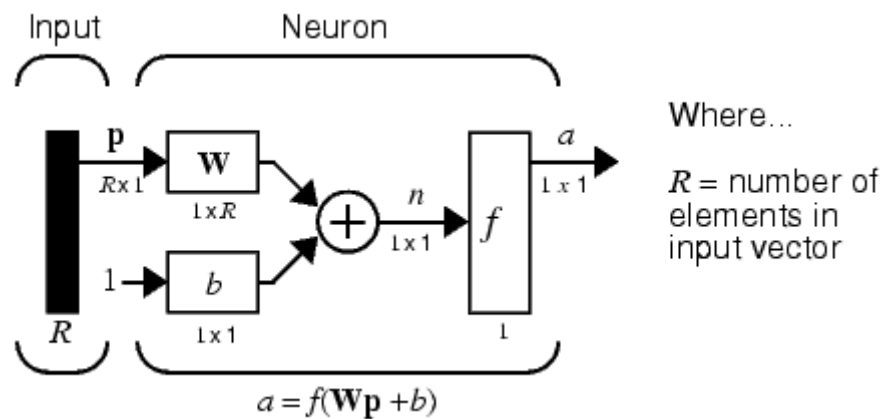 Input
Neuron
p
R x 1
W
1 x R
1
b
1 x 1
n
1 x 1
f
1
a
1 x 1
R
a = f(Wp +b)
Where...
R = number of
elements in
input vector